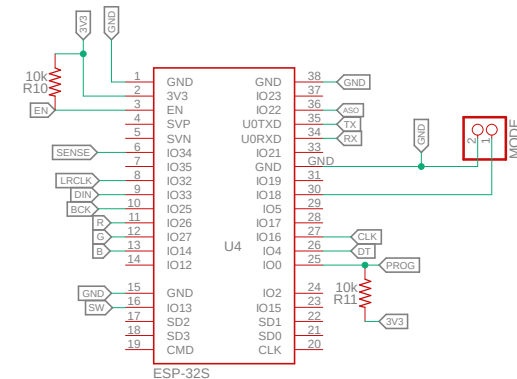 3V3
GND
10k
R10
EN
SENSE
LRCLK
DIN
BCK
R
G
B
GND
SW
1 GND
2 3V3
3 EN
4 SVP
5 SVN
6 IO34
7 IO35
8 IO32
9 IO33
10 IO25
11 IO26
12 IO27
13 IO14
14 IO12
15 GND
16 IO13
17 SD2
18 SD3
19 CMD
U4
GND 38 GND
IO23 37
IO22 36 ASO
U0TXD 35 TX
U0RXD 34 RX
IO21 33
GND GND
IO19 31
IO18 30
IO5 29
IO17 28
IO16 27 CLK
IO4 26 DT
IO0 25 PROG
IO2 24
IO15 23
SD1 22
SD0 21
CLK 20
10k
R11
3V3
GND
2 1
MODE
ESP-32S